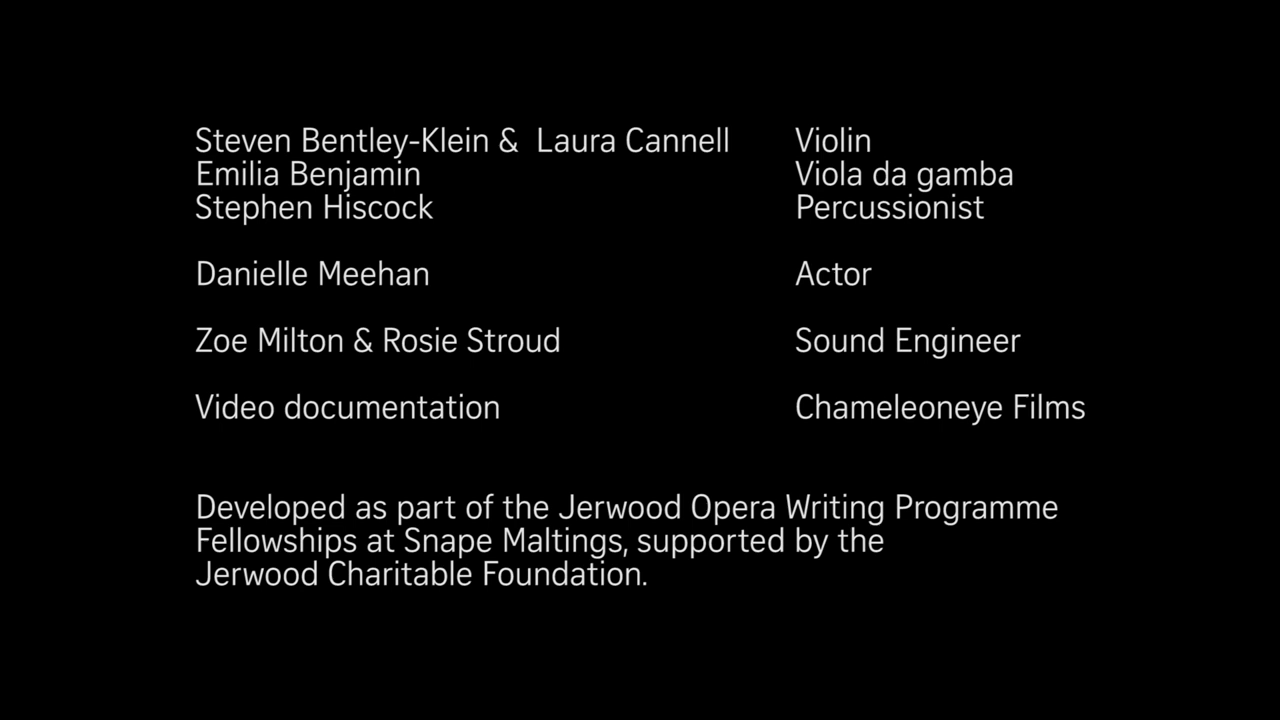 Steven Bentley-Klein &  Laura Cannell Violin
Emilia Benjamin Viola da gamba
Stephen Hiscock Percussionist
Danielle Meehan Actor
Zoe Milton & Rosie Stroud Sound Engineer
Video documentation Chameleoneye Films
Developed as part of the Jerwood Opera Writing Programme
Fellowships at Snape Maltings, supported by the
Jerwood Charitable Foundation.